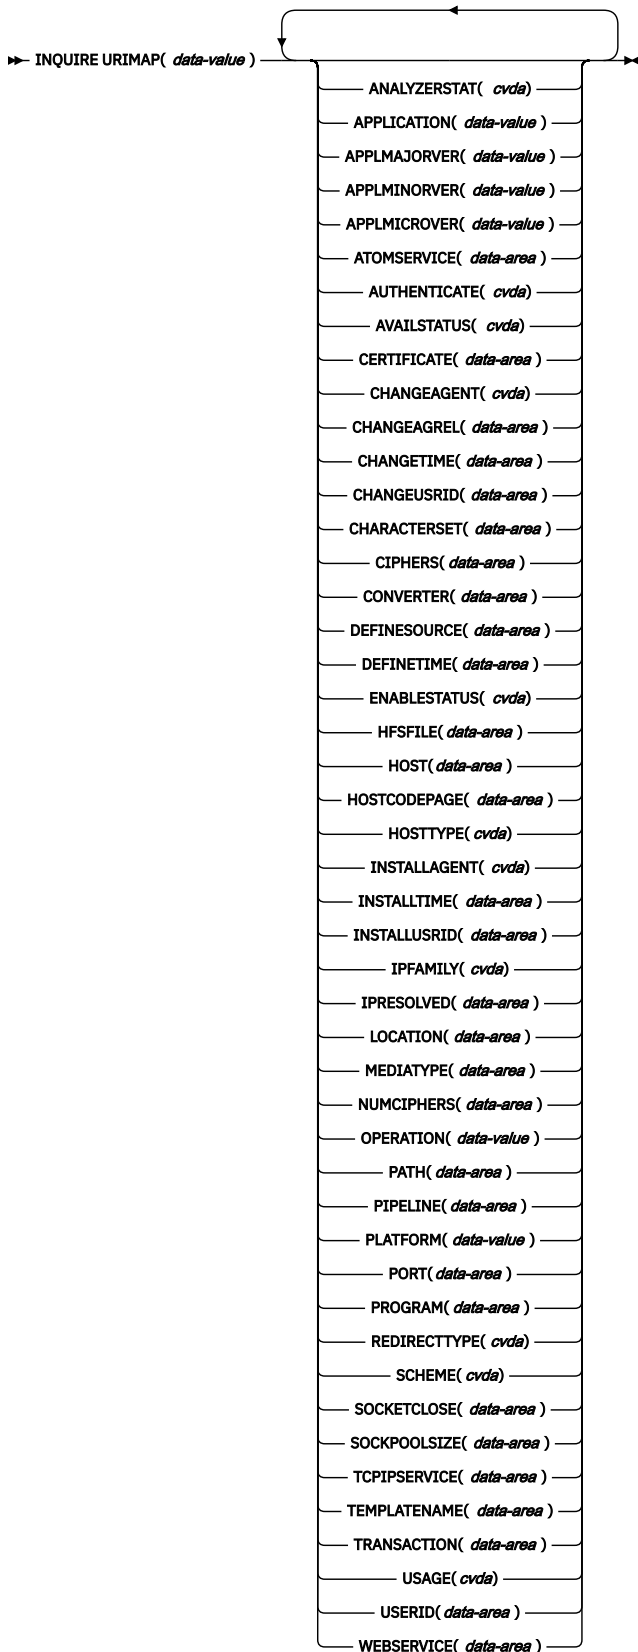 INQUIRE URIMAP( data-value )
ANALYZERSTAT( cvda)
APPLICATION( data-value )
APPLMAJORVER( data-value )
APPLMINORVER( data-value )
APPLMICROVER( data-value )
ATOMSERVICE( data-area )
AUTHENTICATE( cvda)
AVAILSTATUS( cvda)
CERTIFICATE( data-area )
CHANGEAGENT( cvda)
CHANGEAGREL( data-area )
CHANGETIME( data-area )
CHANGEUSRID( data-area )
CHARACTERSET( data-area )
CIPHERS( data-area )
CONVERTER( data-area )
DEFINESOURCE( data-area )
DEFINETIME( data-area )
ENABLESTATUS( cvda)
HFSFILE( data-area )
HOST( data-area )
HOSTCODEPAGE( data-area )
HOSTTYPE( cvda)
INSTALLAGENT( cvda)
INSTALLTIME( data-area )
INSTALLUSRID( data-area )
IPFAMILY( cvda)
IPRESOLVED( data-area )
LOCATION( data-area )
MEDIATYPE( data-area )
NUMCIPHERS( data-area )
OPERATION( data-value )
PATH( data-area )
PIPELINE( data-area )
PLATFORM( data-value )
PORT( data-area )
PROGRAM( data-area )
REDIRECTTYPE( cvda)
SCHEME( cvda)
SOCKETCLOSE( data-area )
SOCKPOOLSIZE( data-area )
TCPIPSERVICE( data-area )
TEMPLATENAME( data-area )
TRANSACTION( data-area )
USAGE( cvda)
USERID( data-area )
WEBSERVICE( data-area )